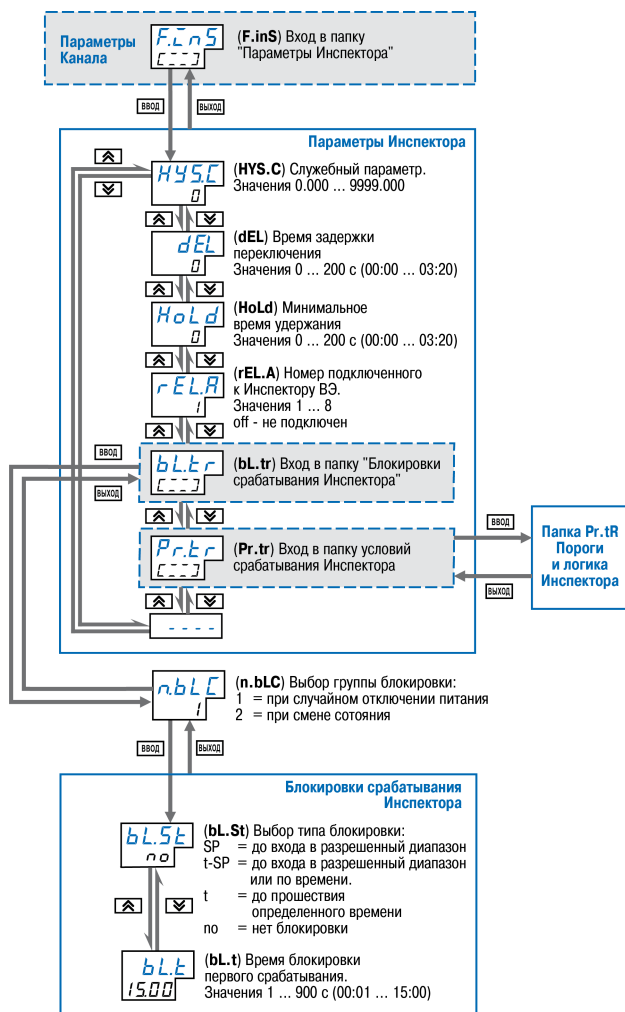 Параметры
Канала
F.inS
[---]
(F.inS) Вход в папку
"Параметры Инспектора"
ВВОД
ВЫХОД
Параметры Инспектора
HYS.C
0
(HYS.C) Служебный параметр.
Значения 0.000 ... 9999.000
dEL
0
(dEL) Время задержки
переключения
Значения 0 ... 200 с (00:00 ... 03:20)
HoLd
0
(HoLd) Минимальное
время удержания
Значения 0 ... 200 с (00:00 ... 03:20)
rEL.A
1
(rEL.A) Номер подключенного
к Инспектору ВЭ.
Значения 1 ... 8
off - не подключен
ВВОД
ВЫХОД
bL.tr
[---]
(bL.tr) Вход в папку "Блокировки
срабатывания Инспектора"
Pr.tr
[---]
(Pr.tr) Вход в папку условий
срабатывания Инспектора
ВВОД
ВЫХОД
Папка Pr.tR
Пороги
и логика
Инспектора
- - - -
n.bLC
1
(n.bLC) Выбор группы блокировки:
1 = при случайном отключении питания
2 = при смене сотояния
ВВОД
ВЫХОД
Блокировки срабатывания
Инспектора
bL.St
no
(bL.St) Выбор типа блокировки:
SP = до входа в разрешенный диапазон
t-SP = до входа в разрешенный диапазон
или по времени.
t = до прошествия
определенного времени
no = нет блокировки
bL.t
15.00
(bL.t) Время блокировки
первого срабатывания.
Значения 1 ... 900 с (00:01 ... 15:00)